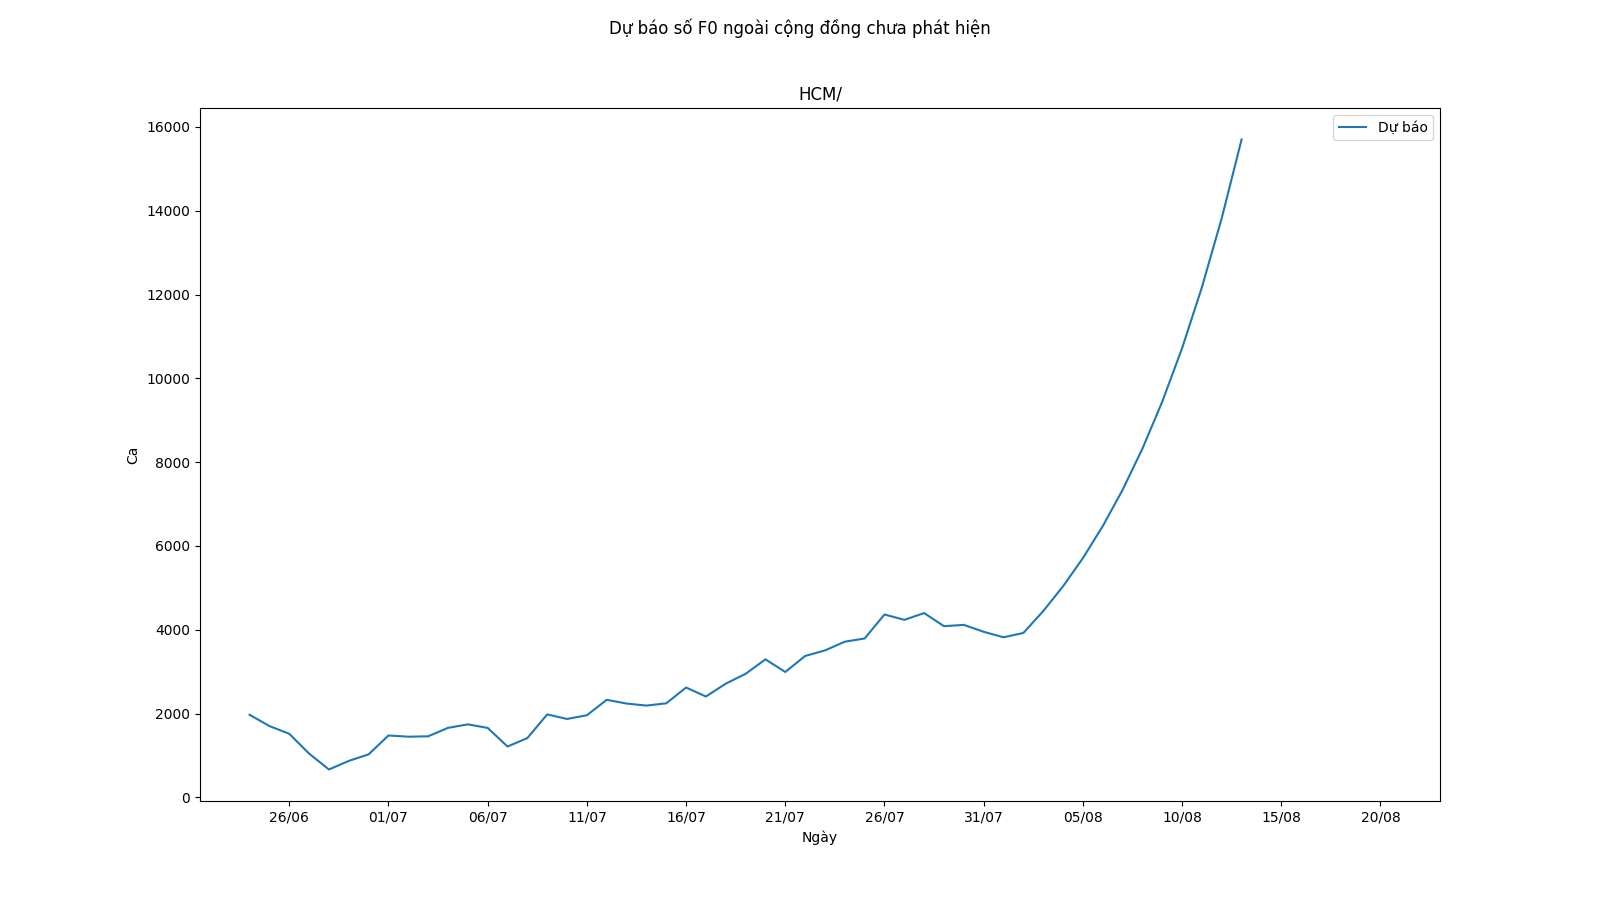 Dự báo số F0 ngoài cộng đồng chưa phát hiện
HCM/
Dự báo
16000
14000
12000
10000
8000
6000
4000
2000
0
Ca
26/06 01/07 06/07 11/07 16/07 21/07 26/07 31/07 05/08 10/08 15/08 20/08
Ngày